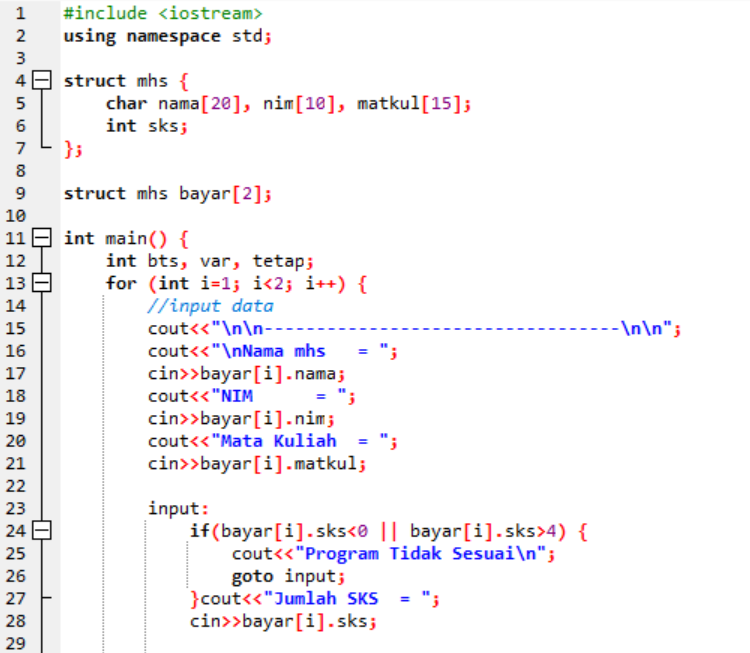 1 #include <iostream>
2 using namespace std;
3
4 struct mhs {
5     char nama[20], nim[10], matkul[15];
6     int sks;
7 };
8
9 struct mhs bayar[2];
10
11 int main() {
12     int bts, var, tetap;
13     for (int i=1; i<2; i++) {
14         //input data
15         cout<<"\n\n----------------------------------\n\n";
16         cout<<"\nNama mhs   = ";
17         cin>>bayar[i].nama;
18         cout<<"NIM      = ";
19         cin>>bayar[i].nim;
20         cout<<"Mata Kuliah  = ";
21         cin>>bayar[i].matkul;
22
23         input:
24             if(bayar[i].sks<0 || bayar[i].sks>4) {
25                 cout<<"Program Tidak Sesuai\n";
26                 goto input;
27             }cout<<"Jumlah SKS  = ";
28             cin>>bayar[i].sks;
29